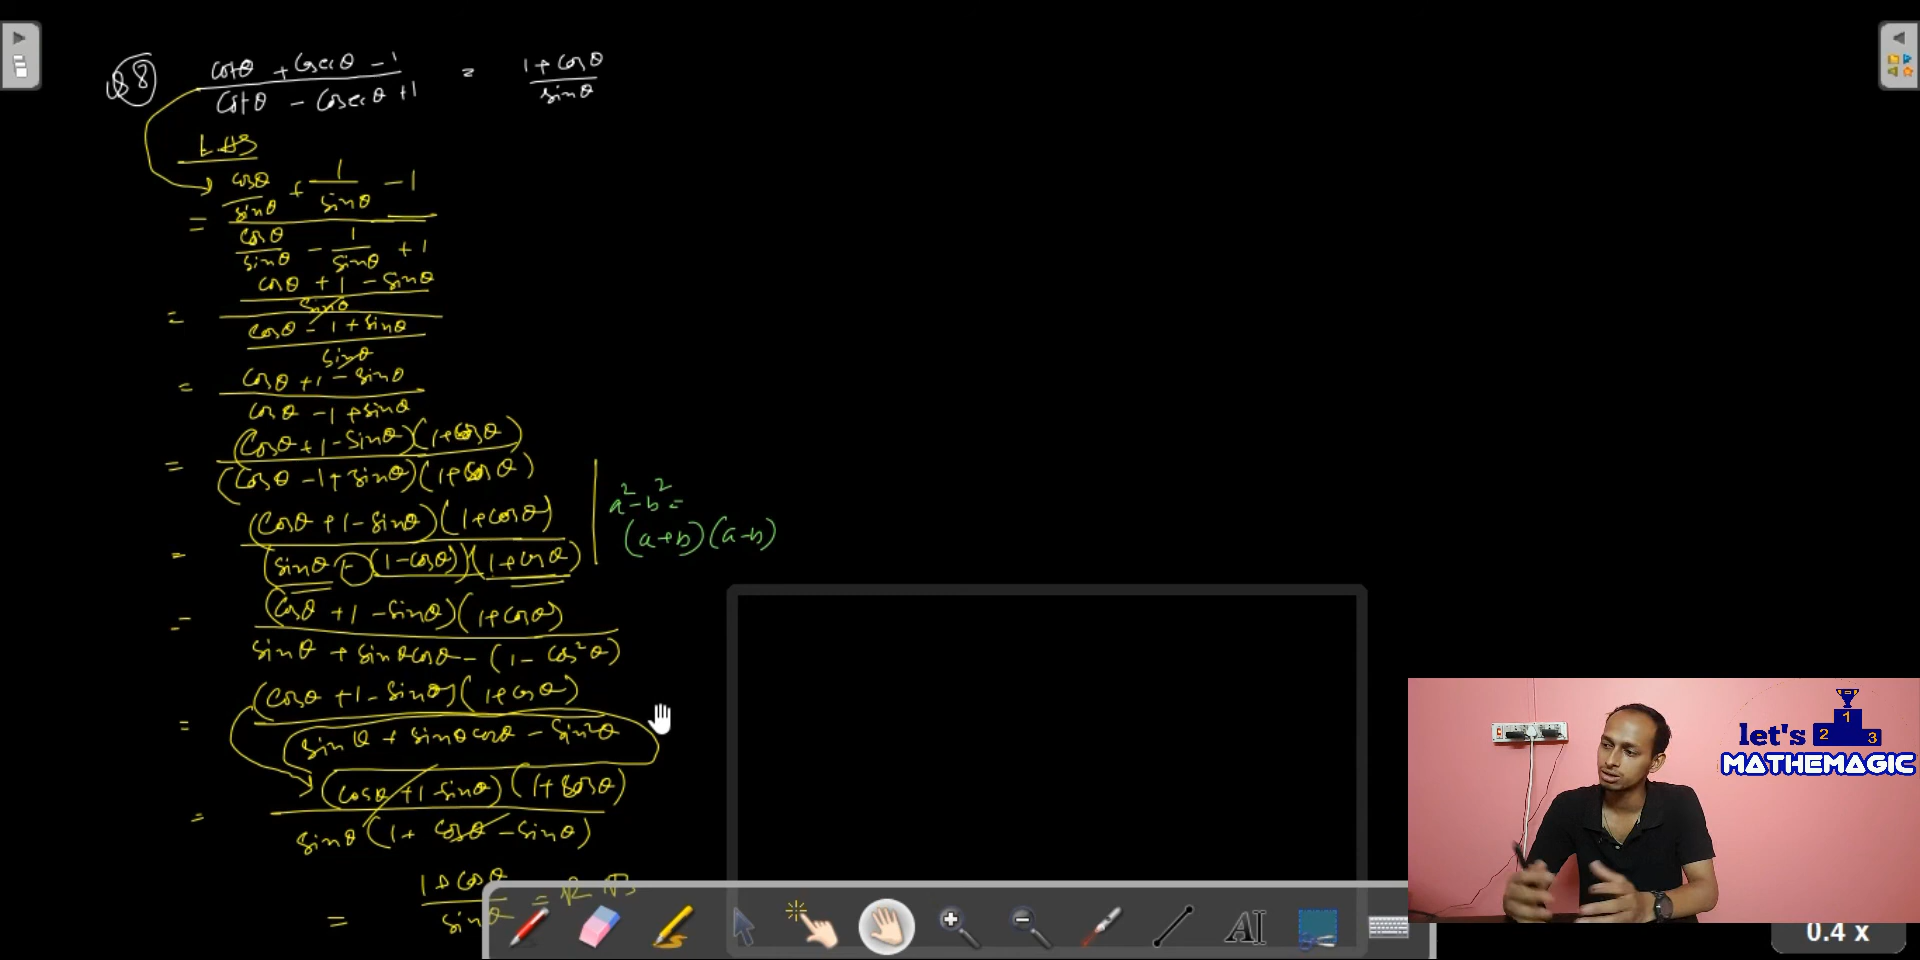 Q8 (cotθ + Cosecθ - 1)/(Cotθ - Cosecθ + 1) = (1 + cosθ)/(sinθ)
LHS
= (cosθ/sinθ + 1/sinθ - 1)/(cosθ/sinθ - 1/sinθ + 1)
= ((cosθ + 1 - sinθ)/sinθ)/((cosθ - 1 + sinθ)/sinθ)
= (cosθ + 1 - sinθ)/(cosθ - 1 + sinθ)
= (Cosθ + 1 - sinθ)(1 + cosθ)/(Cosθ - 1 + sinθ)(1 + cosθ)
= (Cosθ + 1 - sinθ)(1 + cosθ)/(sinθ - (1 - cosθ))(1 + cosθ)
a² - b² =
(a+b)(a-b)
= (cosθ + 1 - sinθ)(1 + cosθ)/sinθ + sinθcosθ - (1 - cos²θ)
= (cosθ + 1 - sinθ)(1 + cosθ)/sinθ + sinθcosθ - sin²θ
= (cosθ + 1 - sinθ)(1 + cosθ)/sinθ(1 + cosθ - sinθ)
= (1 + cosθ)/sinθ =
let's 1 2 3
MATHEMAGIC
AI
0.4 x